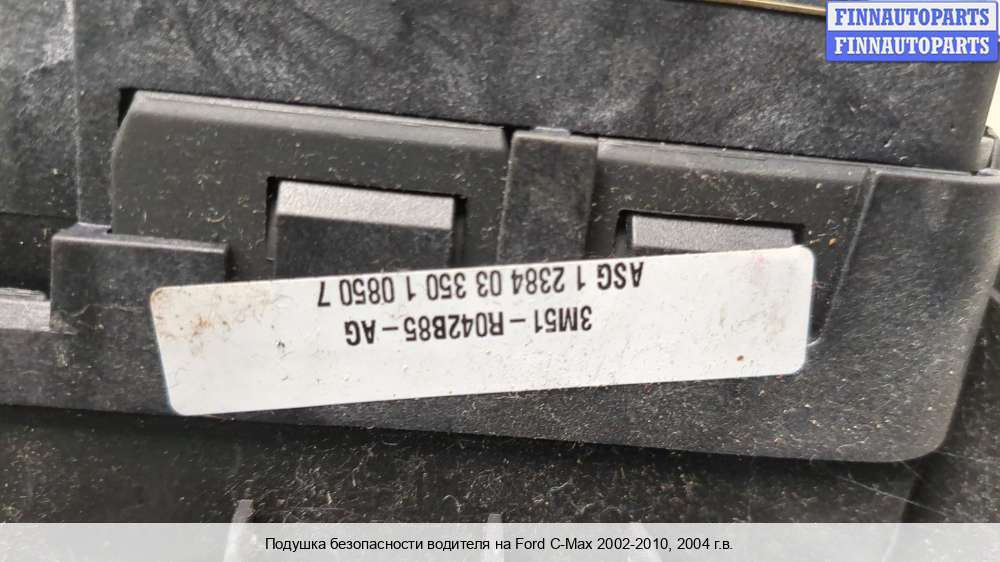 FINNAUTOPARTS
FINNAUTOPARTS
3M51-R042B85-AG
ASG 1 2384 03 350 1 0850 7
Подушка безопасности водителя на Ford C-Max 2002-2010, 2004 г.в.